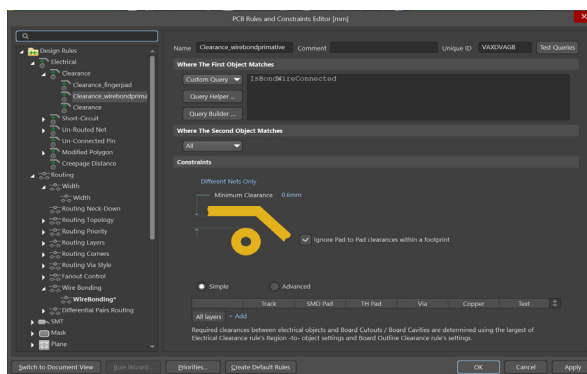 PCB Rules and Constraints Editor [mm]
Name Clearance_wirebondprimative Comment Unique ID VAXDVAG8 Test Queries
Design Rules
Electrical
Clearance
Clearance_fingerpad
Clearance_wirebondprima
Clearance
Short-Circuit
Un-Routed Net
Un-Connected Pin
Modified Polygon
Creepage Distance
Routing
Width
Width
Routing Neck-Down
Routing Topology
Routing Priority
Routing Layers
Routing Corners
Routing Via Style
Fanout Control
Wire Bonding
WireBonding*
Differential Pairs Routing
SMT
Mask
Plane
Where The First Object Matches
Custom Query IsBondWireConnected
Query Helper ...
Query Builder ...
Where The Second Object Matches
All
Constraints
Different Nets Only
Minimum Clearance 0.6mm
Ignore Pad to Pad clearances within a footprint
Simple Advanced
Track SMD Pad TH Pad Via Copper Text
All layers + Add
Required clearances between electrical objects and Board Cutouts / Board Cavities are determined using the largest of
Electrical Clearance rule's Region -to- object settings and Board Outline Clearance rule's settings.
Switch to Document View Rule Wizard... Priorities... Create Default Rules OK Cancel Apply